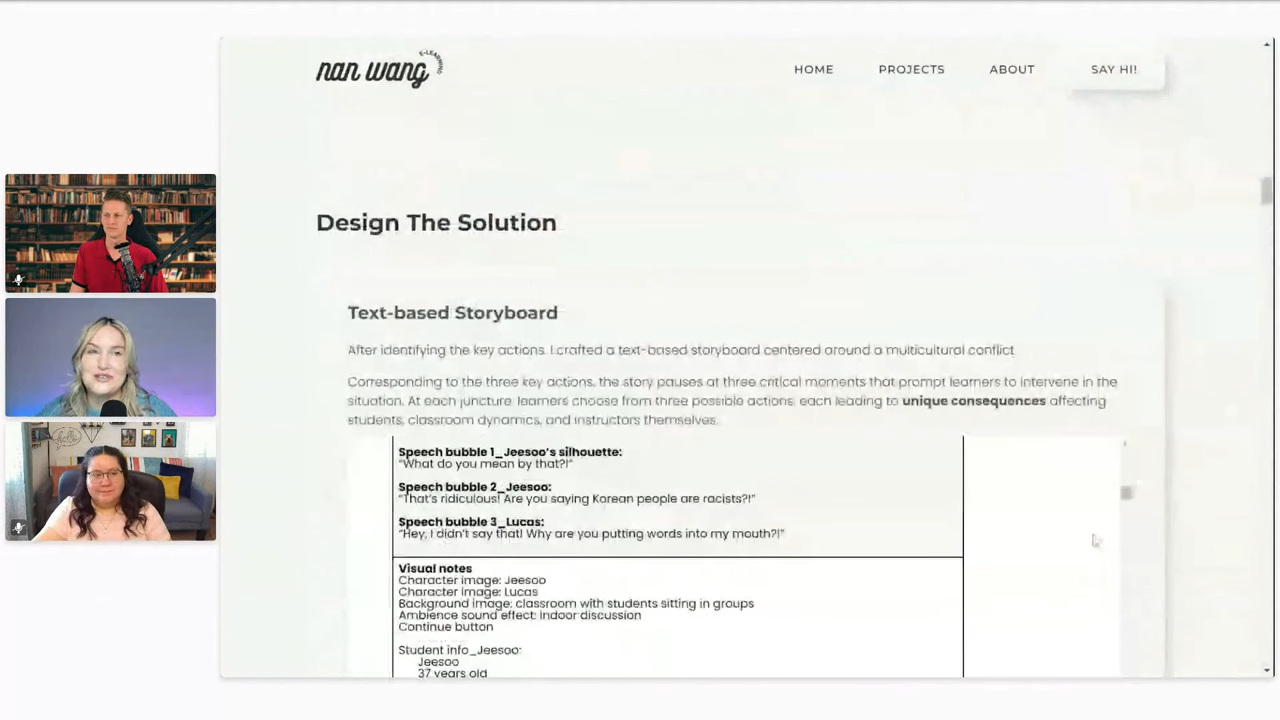 nan wang
E-LEARNING
HOME
PROJECTS
ABOUT
SAY HI!
Design The Solution
Text-based Storyboard
After identifying the key actions, I crafted a text-based storyboard centered around a multicultural conflict
Corresponding to the three key actions, the story pauses at three critical moments that prompt learners to intervene in the
situation. At each juncture, learners choose from three possible actions, each leading to unique consequences affecting
students, classroom dynamics, and instructors themselves.
Speech bubble 1_Jeesoo's silhouette:
"What do you mean by that?!"
Speech bubble 2_Jeesoo:
"That's ridiculous! Are you saying Korean people are racists?!"
Speech bubble 3_Lucas:
"Hey, I didn't say that! Why are you putting words into my mouth?!"
Visual notes
Character image: Jeesoo
Character image: Lucas
Background image: classroom with students sitting in groups
Ambience sound effect: indoor discussion
Continue button
Student info_Jeesoo:
Jeesoo
37 years old
hello